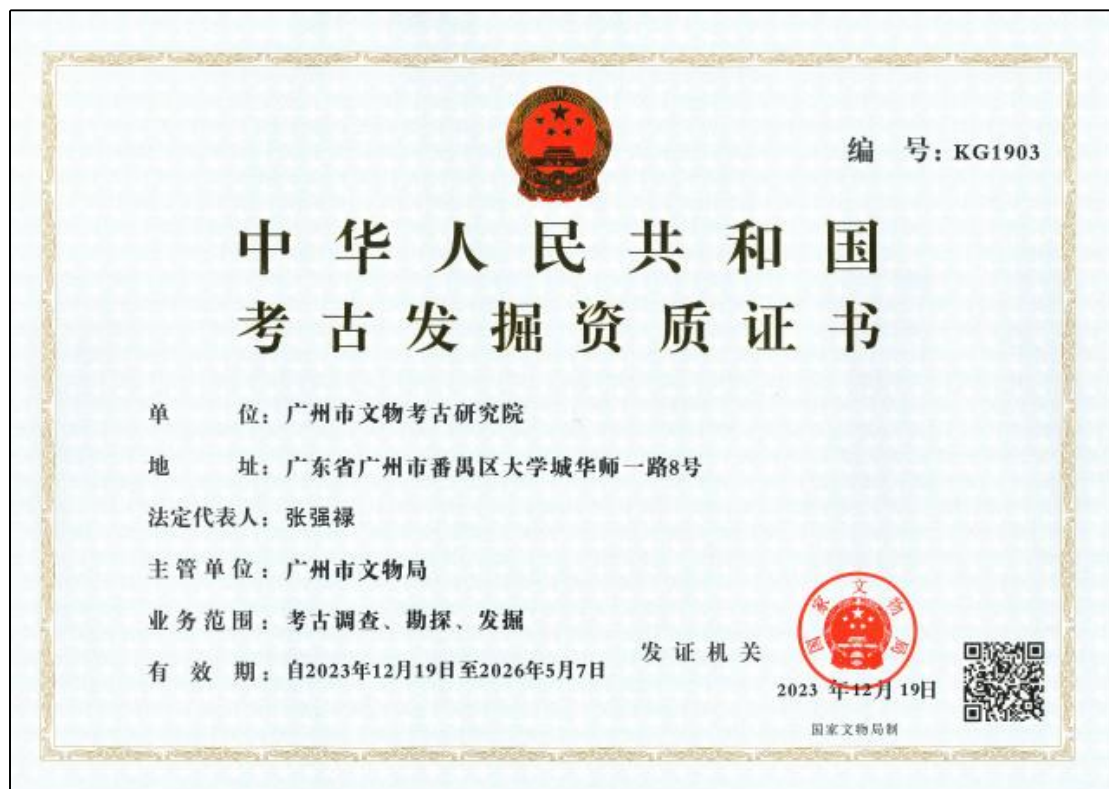 编 号: KG1903
中华人民共和国
考古发掘资质证书
单 位: 广州市文物考古研究院
地 址: 广东省广州市番禺区大学城华师一路8号
法定代表人: 张强禄
主管单位: 广州市文物局
业务范围: 考古调查、勘探、发掘
有 效 期: 自2023年12月19日至2026年5月7日
发证机关
国家文物局
2023 年 12月 19日
国家文物局制